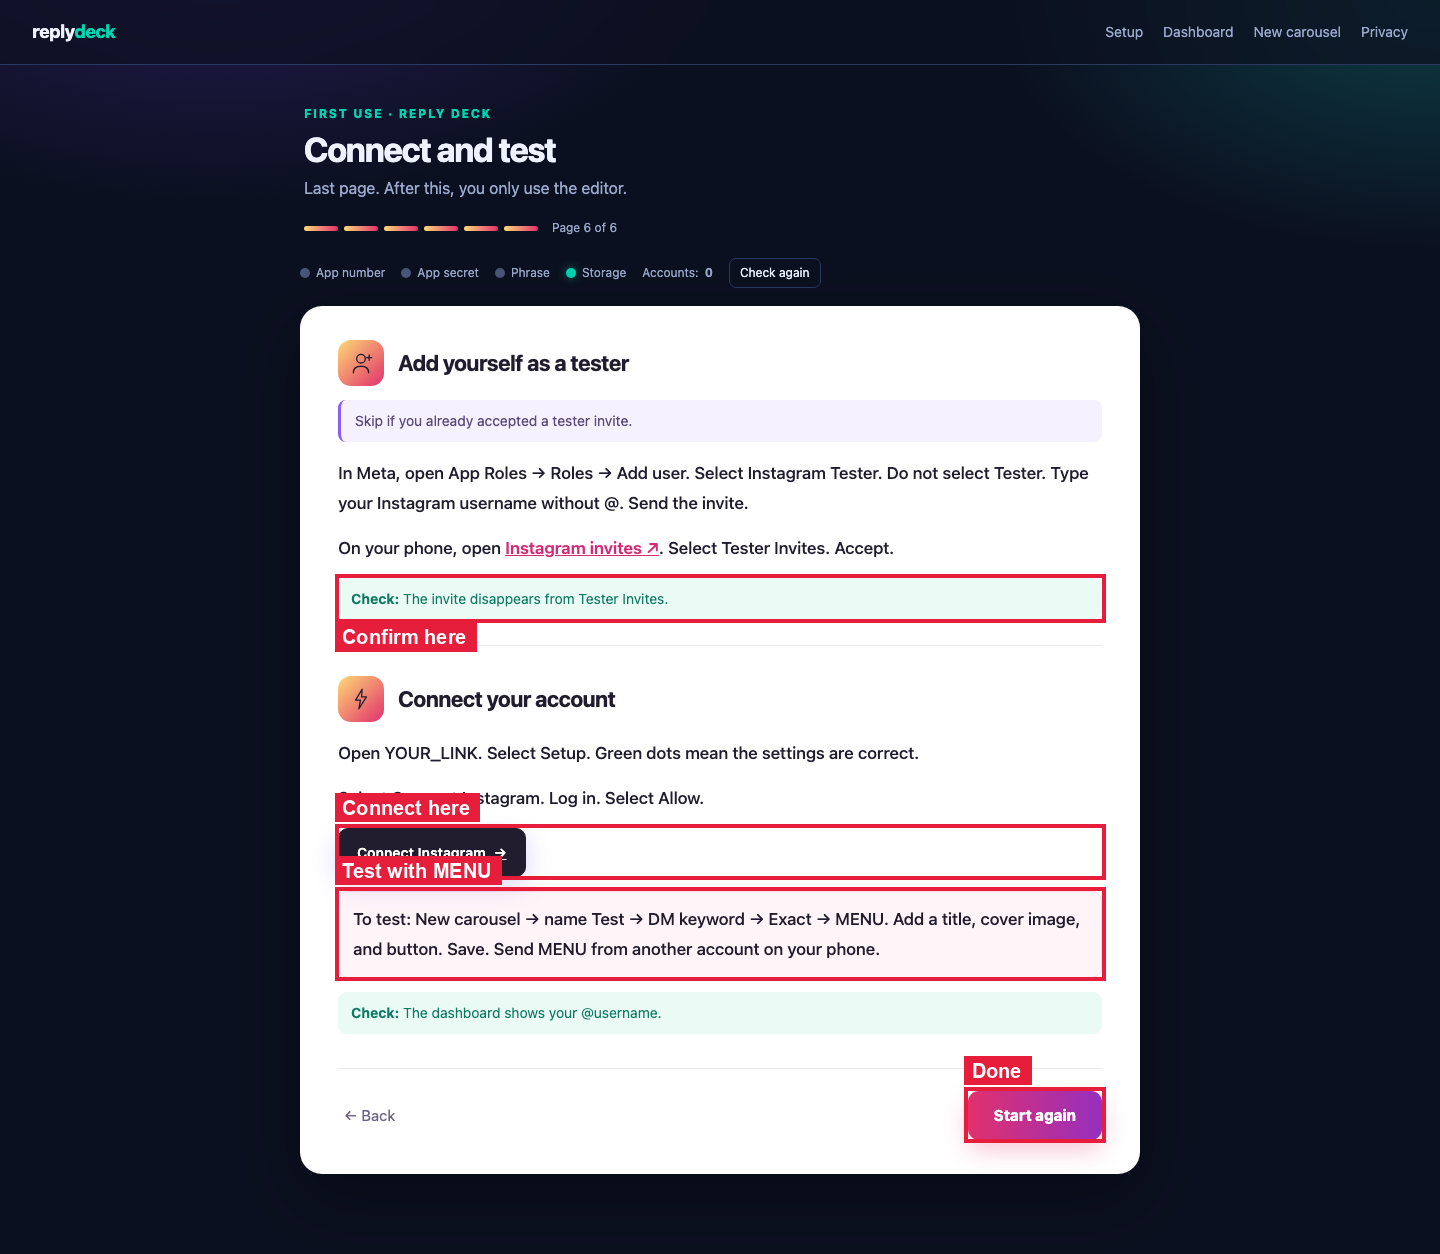 replydeck
Setup Dashboard New carousel Privacy
FIRST USE · REPLY DECK
Connect and test
Last page. After this, you only use the editor.
Page 6 of 6
App number App secret Phrase Storage Accounts: 0 Check again
Add yourself as a tester
Skip if you already accepted a tester invite.
In Meta, open App Roles → Roles → Add user. Select Instagram Tester. Do not select Tester. Type
your Instagram username without @. Send the invite.
On your phone, open Instagram invites ↗. Select Tester Invites. Accept.
Check: The invite disappears from Tester Invites.
Confirm here
Connect your account
Open YOUR_LINK. Select Setup. Green dots mean the settings are correct.
stagram. Log in. Select Allow.
Connect here
Connect Instagram →
Test with MENU
To test: New carousel → name Test → DM keyword → Exact → MENU. Add a title, cover image,
and button. Save. Send MENU from another account on your phone.
Check: The dashboard shows your @username.
Done
← Back
Start again